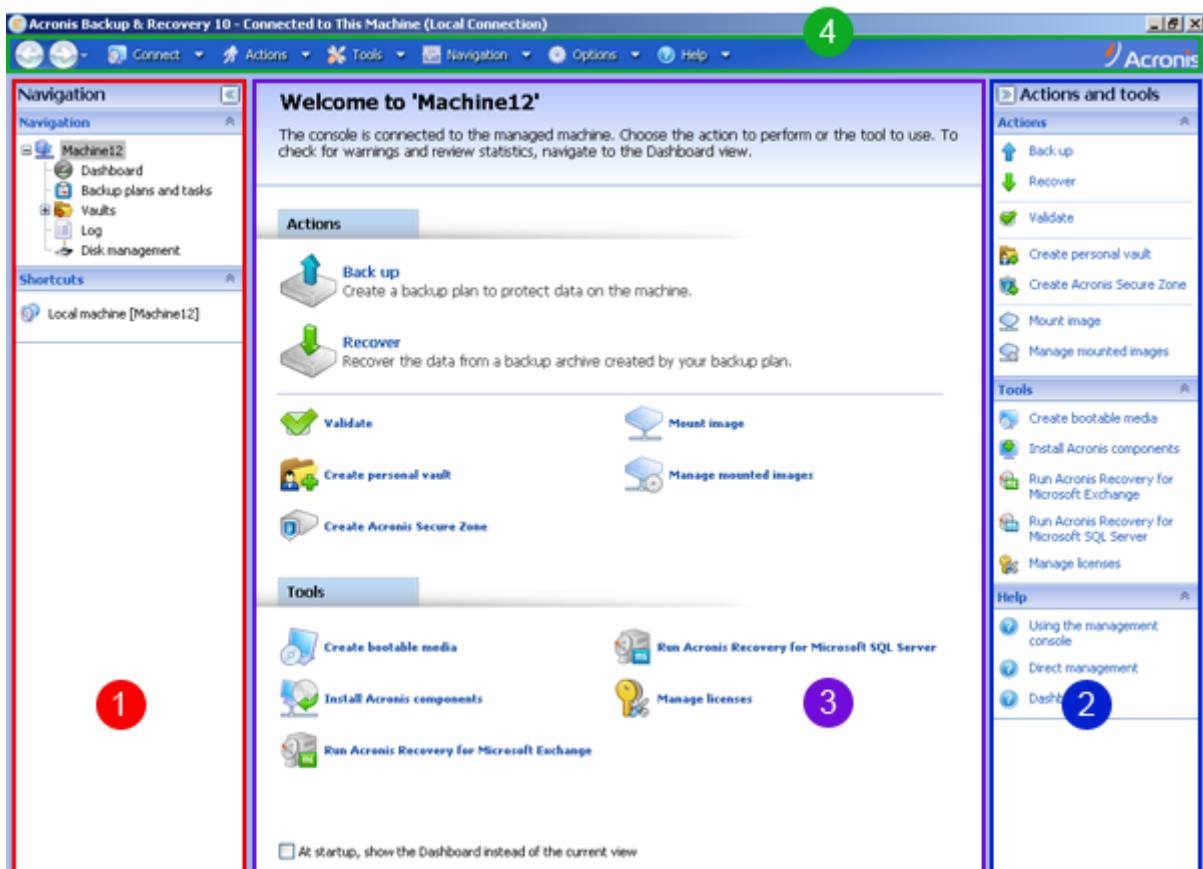 Acronis Backup & Recovery 10 - Connected to This Machine (Local Connection)
4
Connect
Actions
Tools
Navigation
Options
Help
Acronis
Navigation
Navigation
Machine12
Dashboard
Backup plans and tasks
Vaults
Log
Disk management
Shortcuts
Local machine [Machine12]
1
Welcome to 'Machine12'
The console is connected to the managed machine. Choose the action to perform or the tool to use. To
check for warnings and review statistics, navigate to the Dashboard view.
Actions
Back up
Create a backup plan to protect data on the machine.
Recover
Recover the data from a backup archive created by your backup plan.
Validate
Mount image
Create personal vault
Manage mounted images
Create Acronis Secure Zone
Tools
Create bootable media
Run Acronis Recovery for Microsoft SQL Server
Install Acronis components
Manage licenses
3
Run Acronis Recovery for Microsoft Exchange
At startup, show the Dashboard instead of the current view
Actions and tools
Actions
Back up
Recover
Validate
Create personal vault
Create Acronis Secure Zone
Mount image
Manage mounted images
Tools
Create bootable media
Install Acronis components
Run Acronis Recovery for
Microsoft Exchange
Run Acronis Recovery for
Microsoft SQL Server
Manage licenses
Help
Using the management
console
Direct management
2